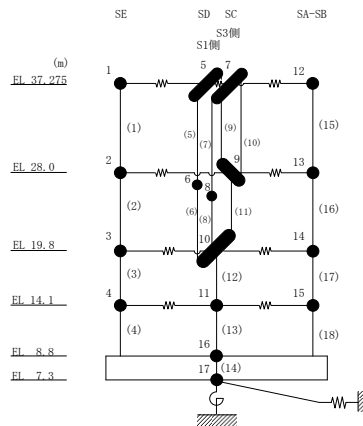 SE SD SC SA-SB
S3側
S1側
(m)
1 5 7 12
EL 37.275
(1) (5) (7) (9) (10) (15)
EL 28.0 2 9 13
6 8
(2) (6) (8) (11) (16)
EL 19.8 3 10 14
(3) (12) (17)
EL 14.1 4 11 15
(4) (13) (18)
EL 8.8 16
EL 7.3 17 (14)